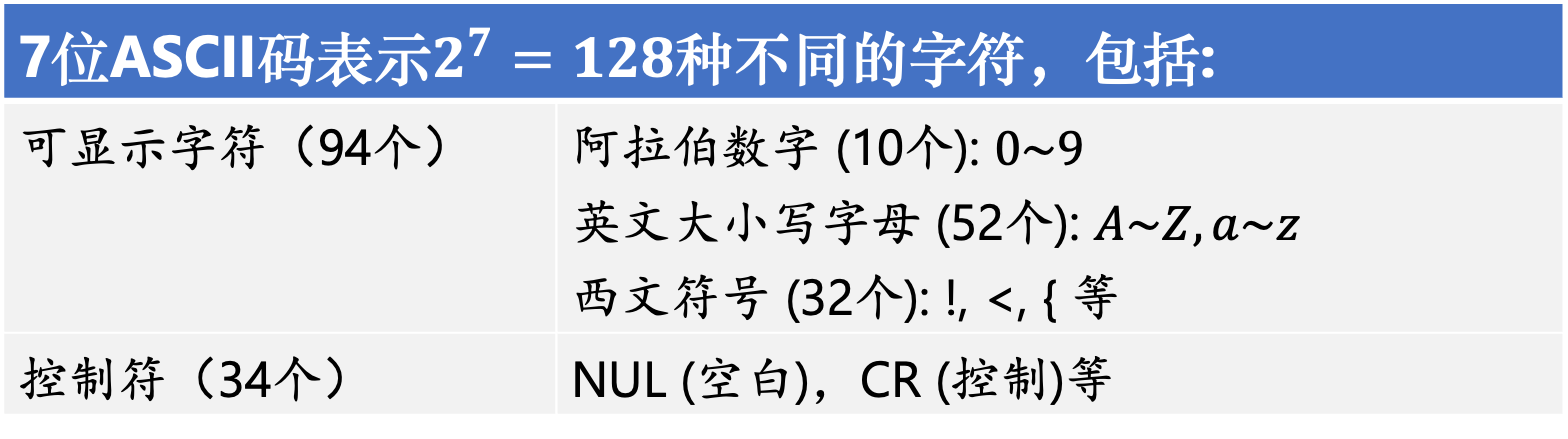 7位ASCII码表示2⁷ = 128种不同的字符，包括:
可显示字符（94个） 阿拉伯数字 (10个): 0~9
英文大小写字母 (52个): A~Z, a~z
西文符号 (32个): !, <, { 等
控制符（34个） NUL (空白)，CR (控制)等